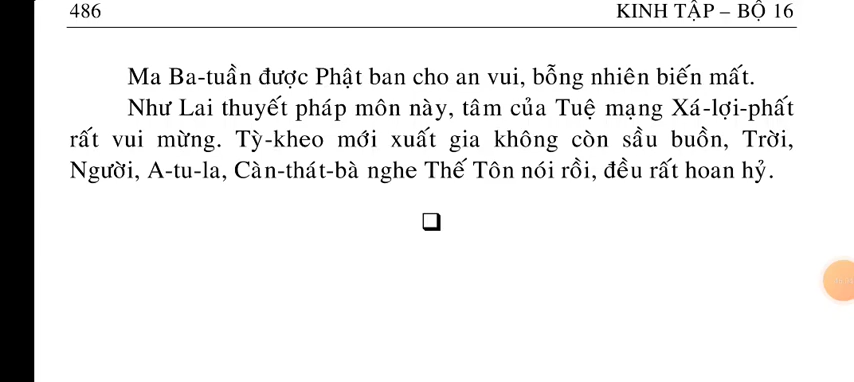 486
KINH TẬP – BỘ 16
Ma Ba-tuần được Phật ban cho an vui, bỗng nhiên biến mất.
Như Lai thuyết pháp môn này, tâm của Tuệ mạng Xá-lợi-phất
rất vui mừng. Tỳ-kheo mới xuất gia không còn sầu buồn, Trời,
Người, A-tu-la, Càn-thát-bà nghe Thế Tôn nói rồi, đều rất hoan hỷ.